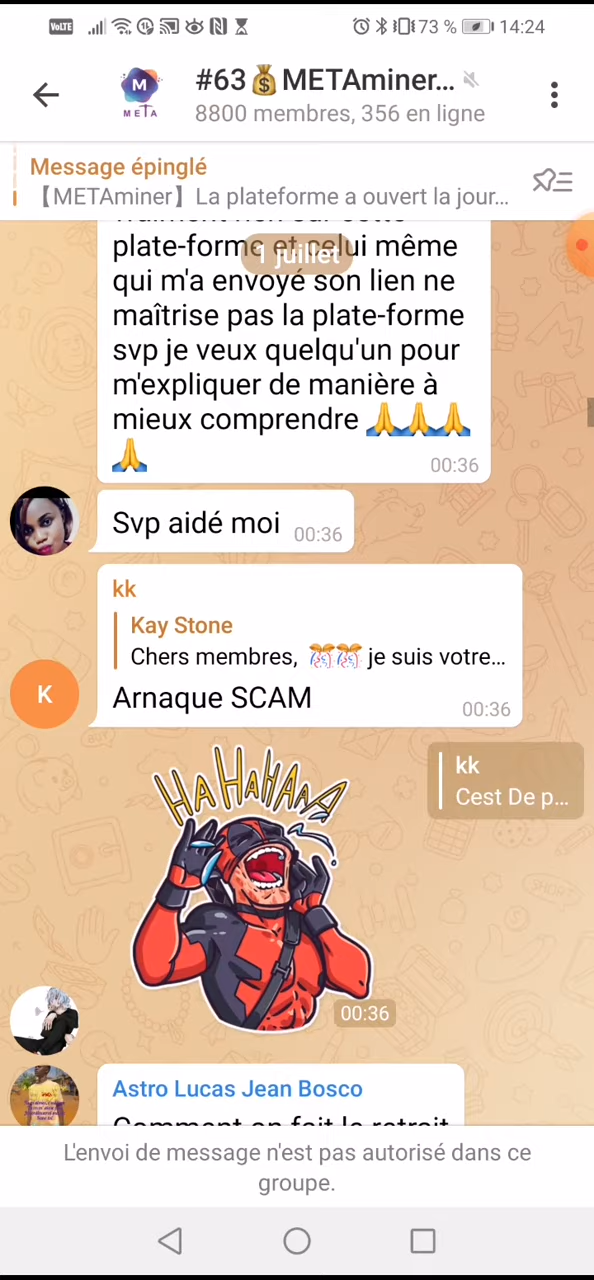 VoLTE 73 % 14:24
M
META
#63💰METAminer...
8800 membres, 356 en ligne
Message épinglé
【METAminer】La plateforme a ouvert la jour...
1 juillet
plate-forme et celui même
qui m'a envoyé son lien ne
maîtrise pas la plate-forme
svp je veux quelqu'un pour
m'expliquer de manière à
mieux comprendre 🙏🙏🙏
🙏
00:36
Svp aidé moi 00:36
kk
Kay Stone
Chers membres, 🎊🎊 je suis votre...
K
Arnaque SCAM
00:36
kk
Cest De p...
HAHAHAAA
00:36
Astro Lucas Jean Bosco
Comment on fait le retrait
L'envoi de message n'est pas autorisé dans ce
groupe.